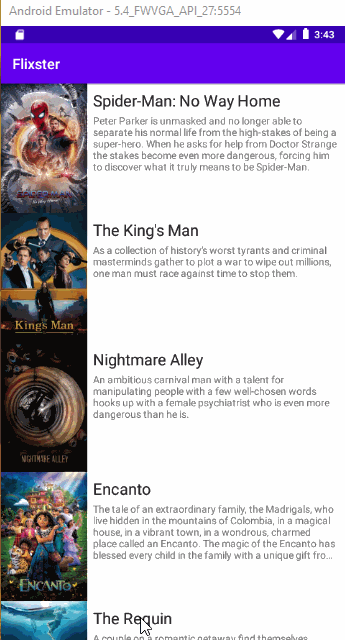 Android Emulator - 5.4_FWVGA_API_27:5554
3:43
Flixster
Spider-Man: No Way Home
Peter Parker is unmasked and no longer able to
separate his normal life from the high-stakes of being a
super-hero. When he asks for help from Doctor Strange
the stakes become even more dangerous, forcing him
to discover what it truly means to be Spider-Man.
SPIDER-MAN
The King's Man
As a collection of history's worst tyrants and criminal
masterminds gather to plot a war to wipe out millions,
one man must race against time to stop them.
King's Man
Nightmare Alley
An ambitious carnival man with a talent for
manipulating people with a few well-chosen words
hooks up with a female psychiatrist who is even more
dangerous than he is.
NIGHTMARE ALLEY
Encanto
The tale of an extraordinary family, the Madrigals, who
live hidden in the mountains of Colombia, in a magical
house, in a vibrant town, in a wondrous, charmed
place called an Encanto. The magic of the Encanto has
blessed every child in the family with a unique gift fro...
ENCANTO
The Requin
A couple on a romantic getaway find themselves